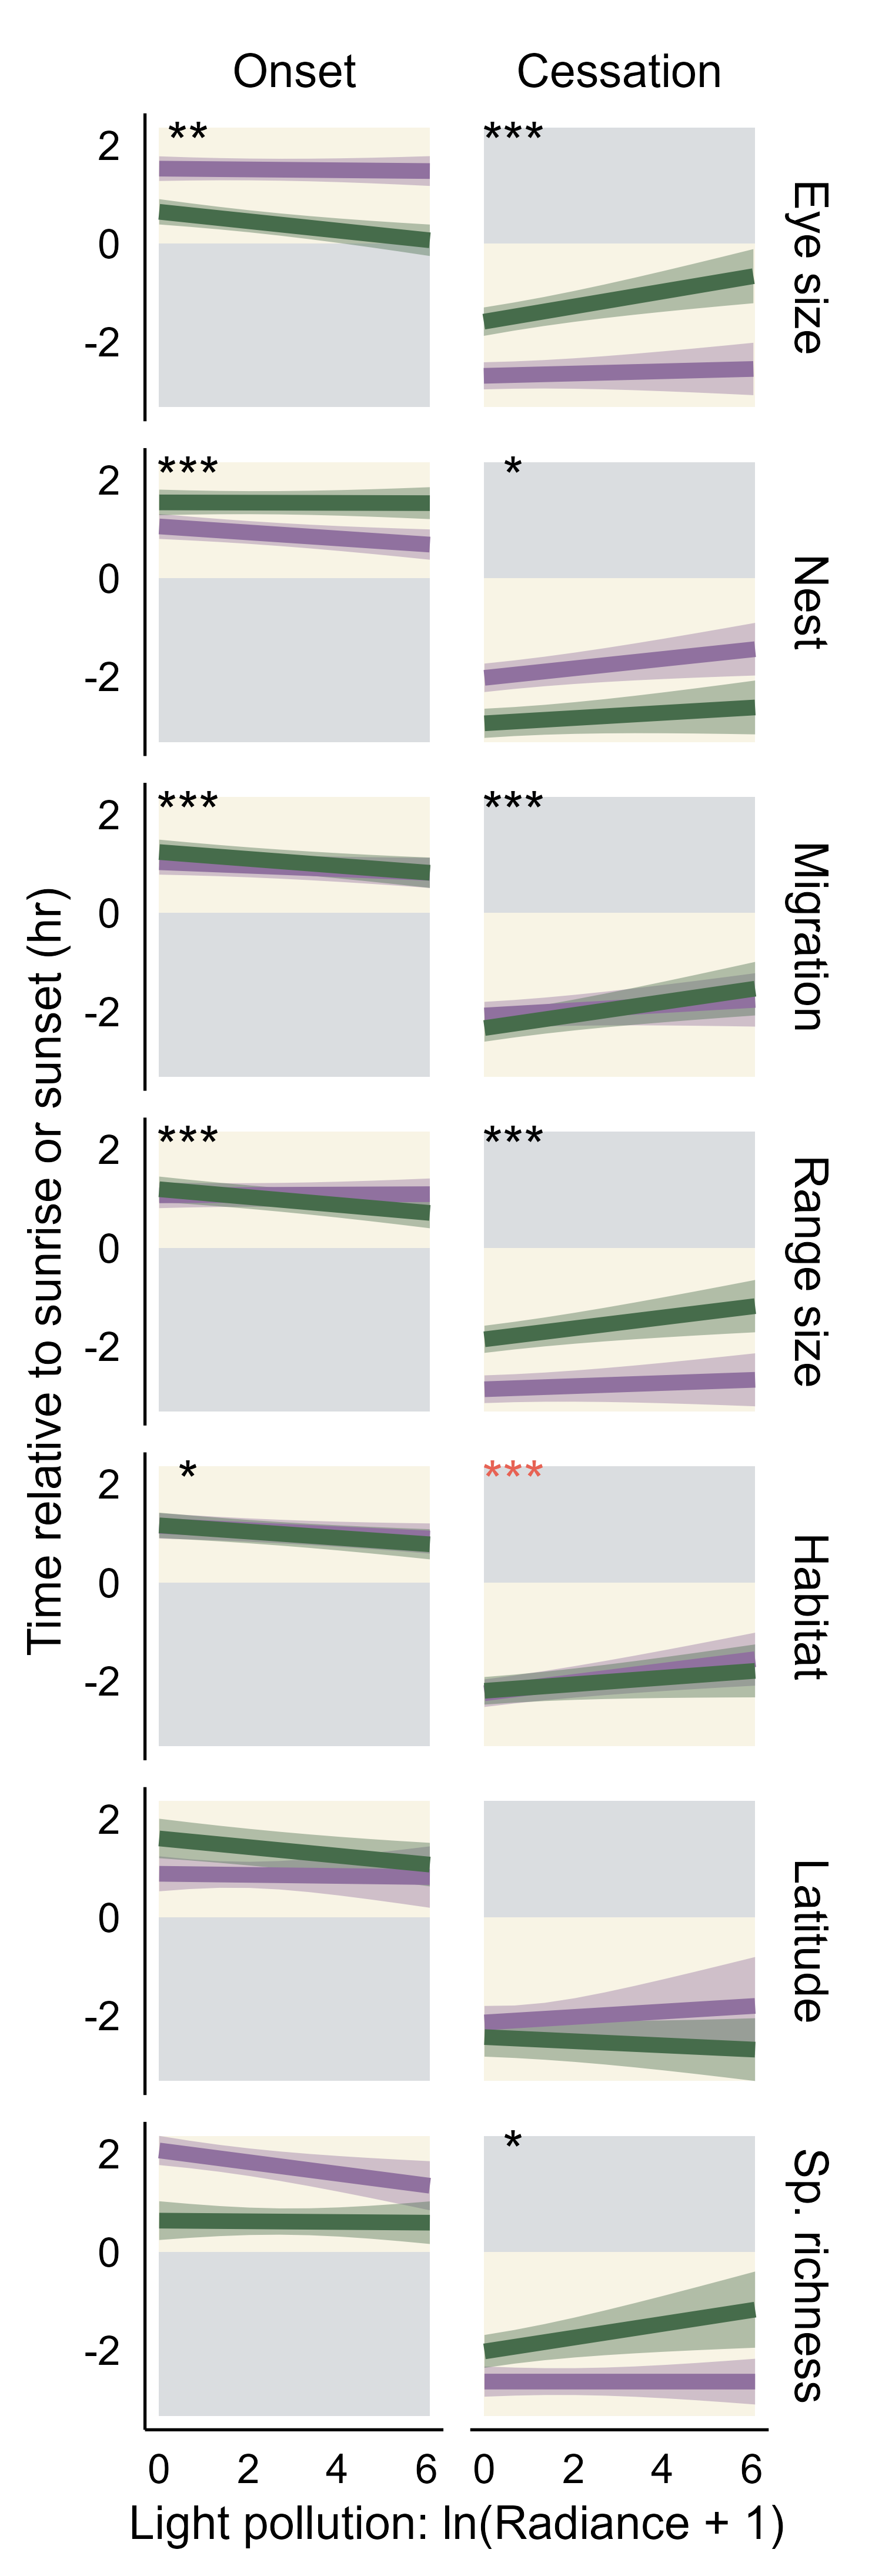 Onset Cessation
** ***
2
0
-2
Eye size
*** *
2
0
-2
Nest
*** ***
2
0
-2
Migration
*** ***
2
0
-2
Range size
* ***
2
0
-2
Habitat
2
0
-2
Latitude
*
2
0
-2
Sp. richness
Time relative to sunrise or sunset (hr)
0 2 4 6 0 2 4 6
Light pollution: ln(Radiance + 1)